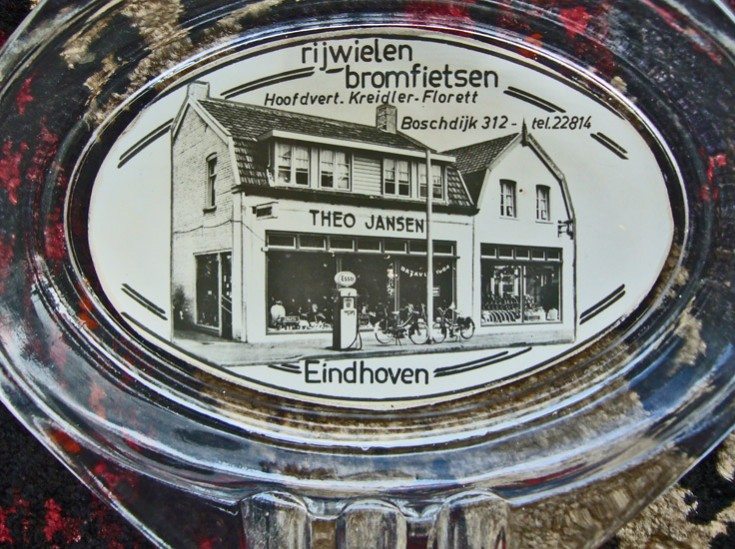 rijwielen
bromfietsen
Hoofdvert. Kreidler-Florett
Boschdijk 312 - tel.22814
THEO JANSEN
Esso
Eindhoven